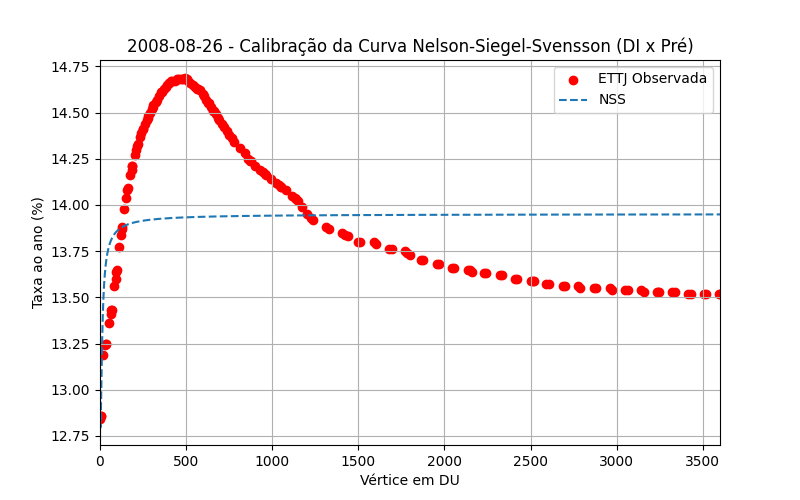 2008-08-26 - Calibração da Curva Nelson-Siegel-Svensson (DI x Pré)
14.75
14.50
14.25
14.00
13.75
13.50
13.25
13.00
12.75
Taxa ao ano (%)
ETTJ Observada
NSS
0 500 1000 1500 2000 2500 3000 3500
Vértice em DU